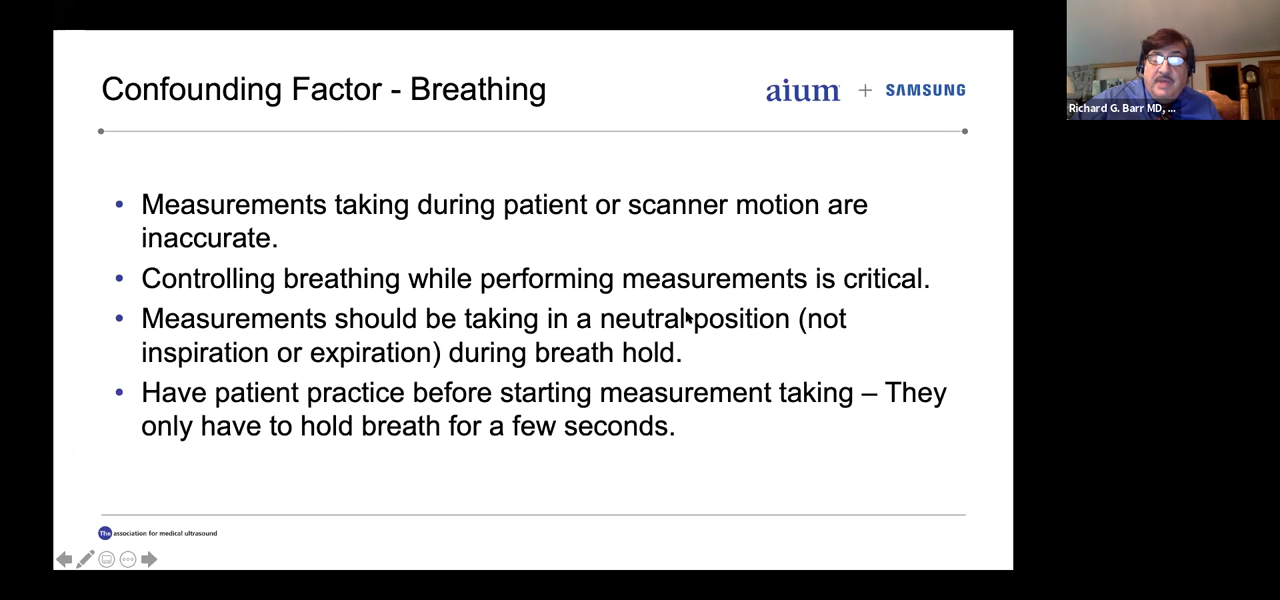 Confounding Factor - Breathing
aium + SAMSUNG
Richard G. Barr MD, ...
• Measurements taking during patient or scanner motion are
inaccurate.
• Controlling breathing while performing measurements is critical.
• Measurements should be taking in a neutral position (not
inspiration or expiration) during breath hold.
• Have patient practice before starting measurement taking – They
only have to hold breath for a few seconds.
The association for medical ultrasound